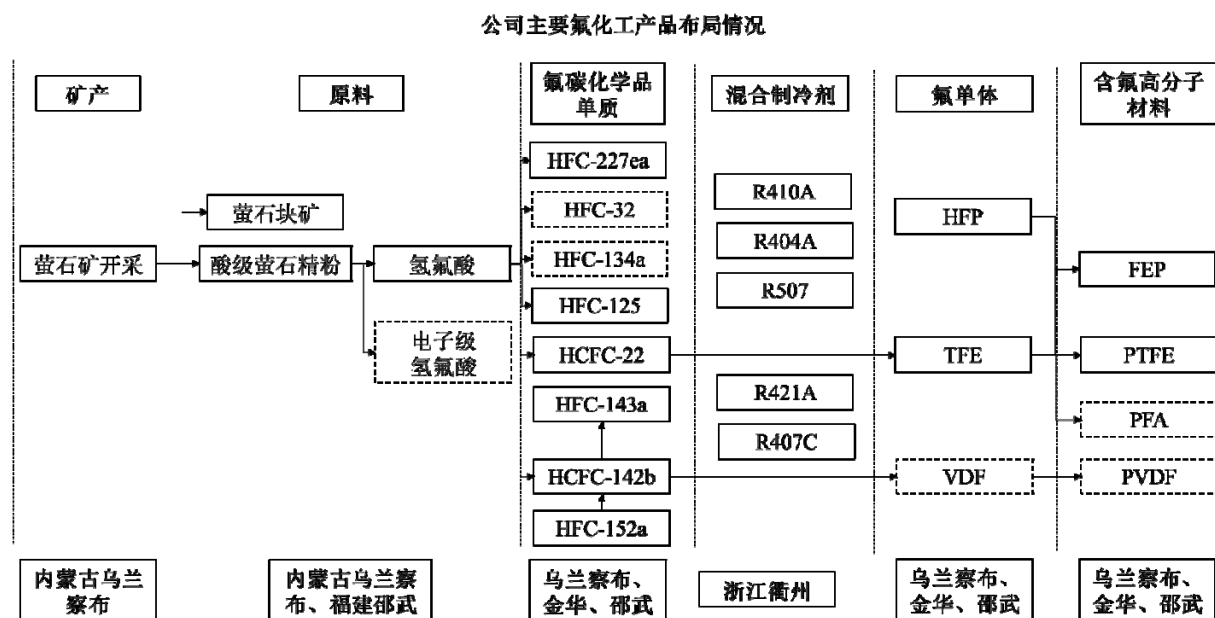 公司主要氟化工产品布局情况
矿产
原料
氟碳化学品
单质
混合制冷剂
氟单体
含氟高分子
材料
HFC-227ea
HFC-32
HFC-134a
HFC-125
HCFC-22
HFC-143a
HCFC-142b
HFC-152a
萤石块矿
萤石矿开采
酸级萤石精粉
氢氟酸
电子级
氢氟酸
R410A
R404A
R507
R421A
R407C
HFP
TFE
VDF
FEP
PTFE
PFA
PVDF
内蒙古乌兰
察布
内蒙古乌兰察
布、福建邵武
乌兰察布、
金华、邵武
浙江衢州
乌兰察布、
金华、邵武
乌兰察布、
金华、邵武